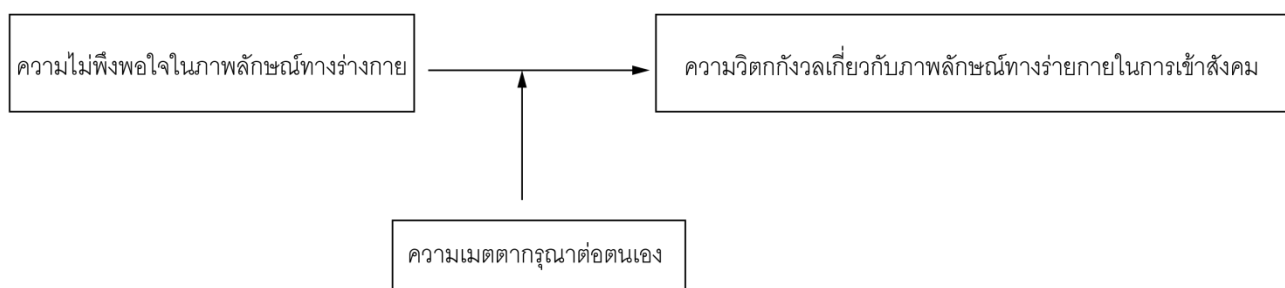 ความไม่พึงพอใจในภาพลักษณ์ทางร่างกาย
ความวิตกกังวลเกี่ยวกับภาพลักษณ์ทางร่ายกายในการเข้าสังคม
ความเมตตากรุณาต่อตนเอง